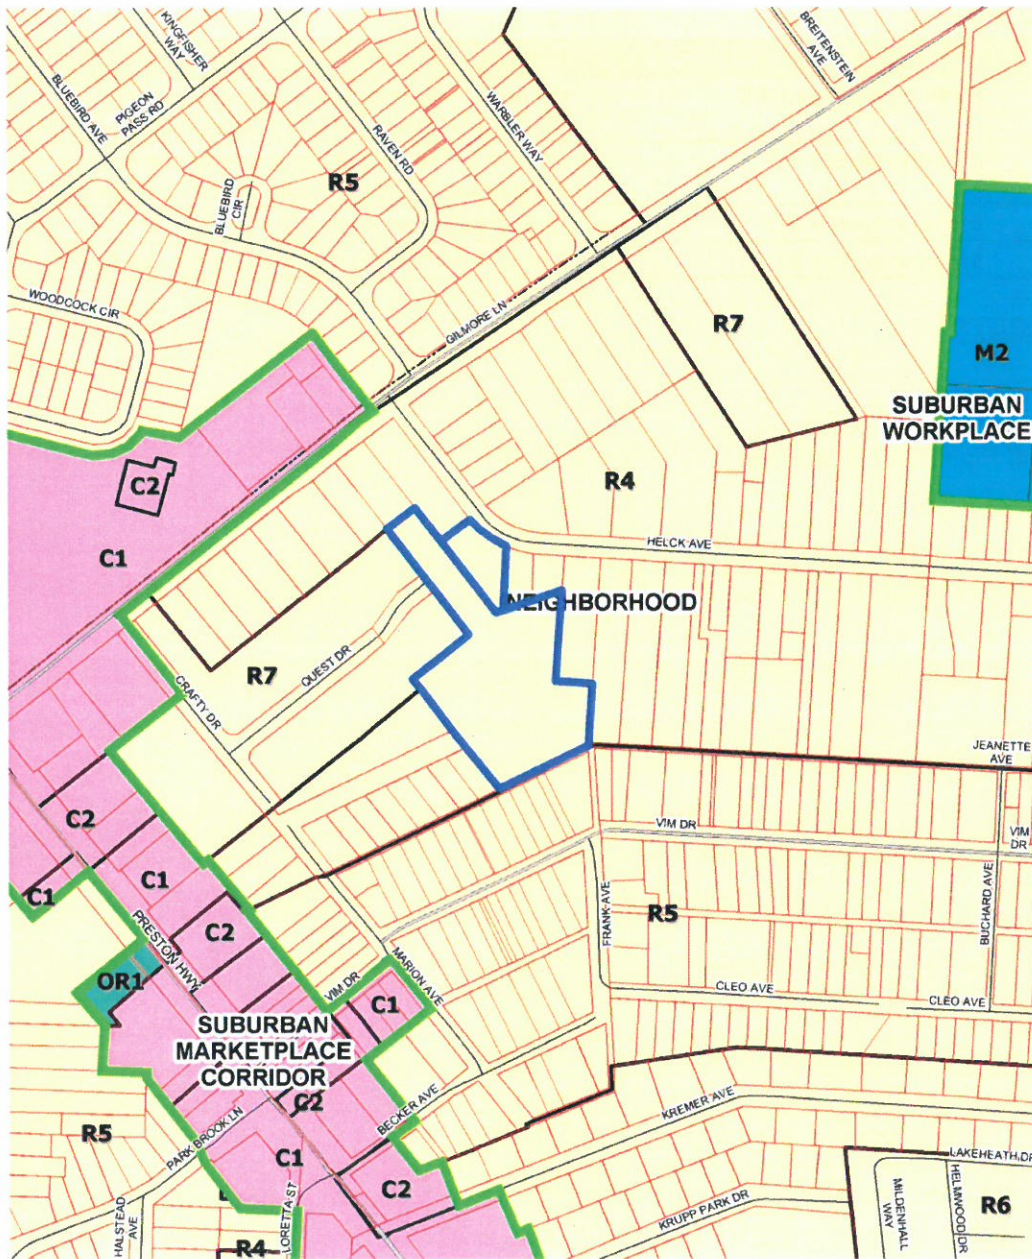 KINGFISHER
WAY
BREITENSTEIN
AVE
BLUEBIRD AVE
PIGEON
PASS RD
WARBLER WAY
RAVEN RD
R5
BLUEBIRD
CIR
WOODCOCK CIR
GILMORE LN
R7
M2
SUBURBAN
WORKPLACE
C2
R4
C1
HELCK AVE
NEIGHBORHOOD
QUEST DR
R7
CRAFTY DR
JEANETTE
AVE
C2
VIM DR
VIM
DR
C1
C1
R5
FRANK AVE
BUCHARD AVE
C2
PRESTON HWY
MARION AVE
OR1
VIM DR
C1
CLEO AVE
CLEO AVE
SUBURBAN
MARKETPLACE
CORRIDOR
C2
BECKER AVE
KREMER AVE
PARK BROOK LN
R5
C1
C2
LAKEHEATH DR
MILDENHALL
WAY
HELMWOOD DR
R6
KRUPP PARK DR
HALSTEAD
AVE
LORETTA ST
R4